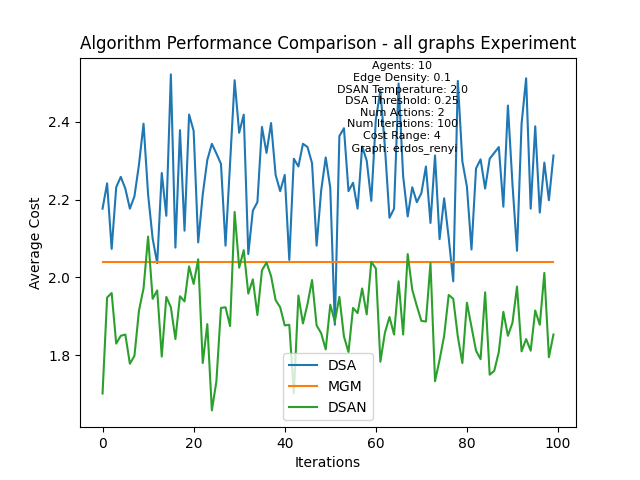 Algorithm Performance Comparison - all graphs Experiment
Agents: 10
Edge Density: 0.1
DSAN Temperature: 2.0
DSA Threshold: 0.25
Num Actions: 2
Num Iterations: 100
Cost Range: 4
Graph: erdos_renyi
Average Cost
2.4
2.2
2.0
1.8
DSA
MGM
DSAN
0 20 40 60 80 100
Iterations